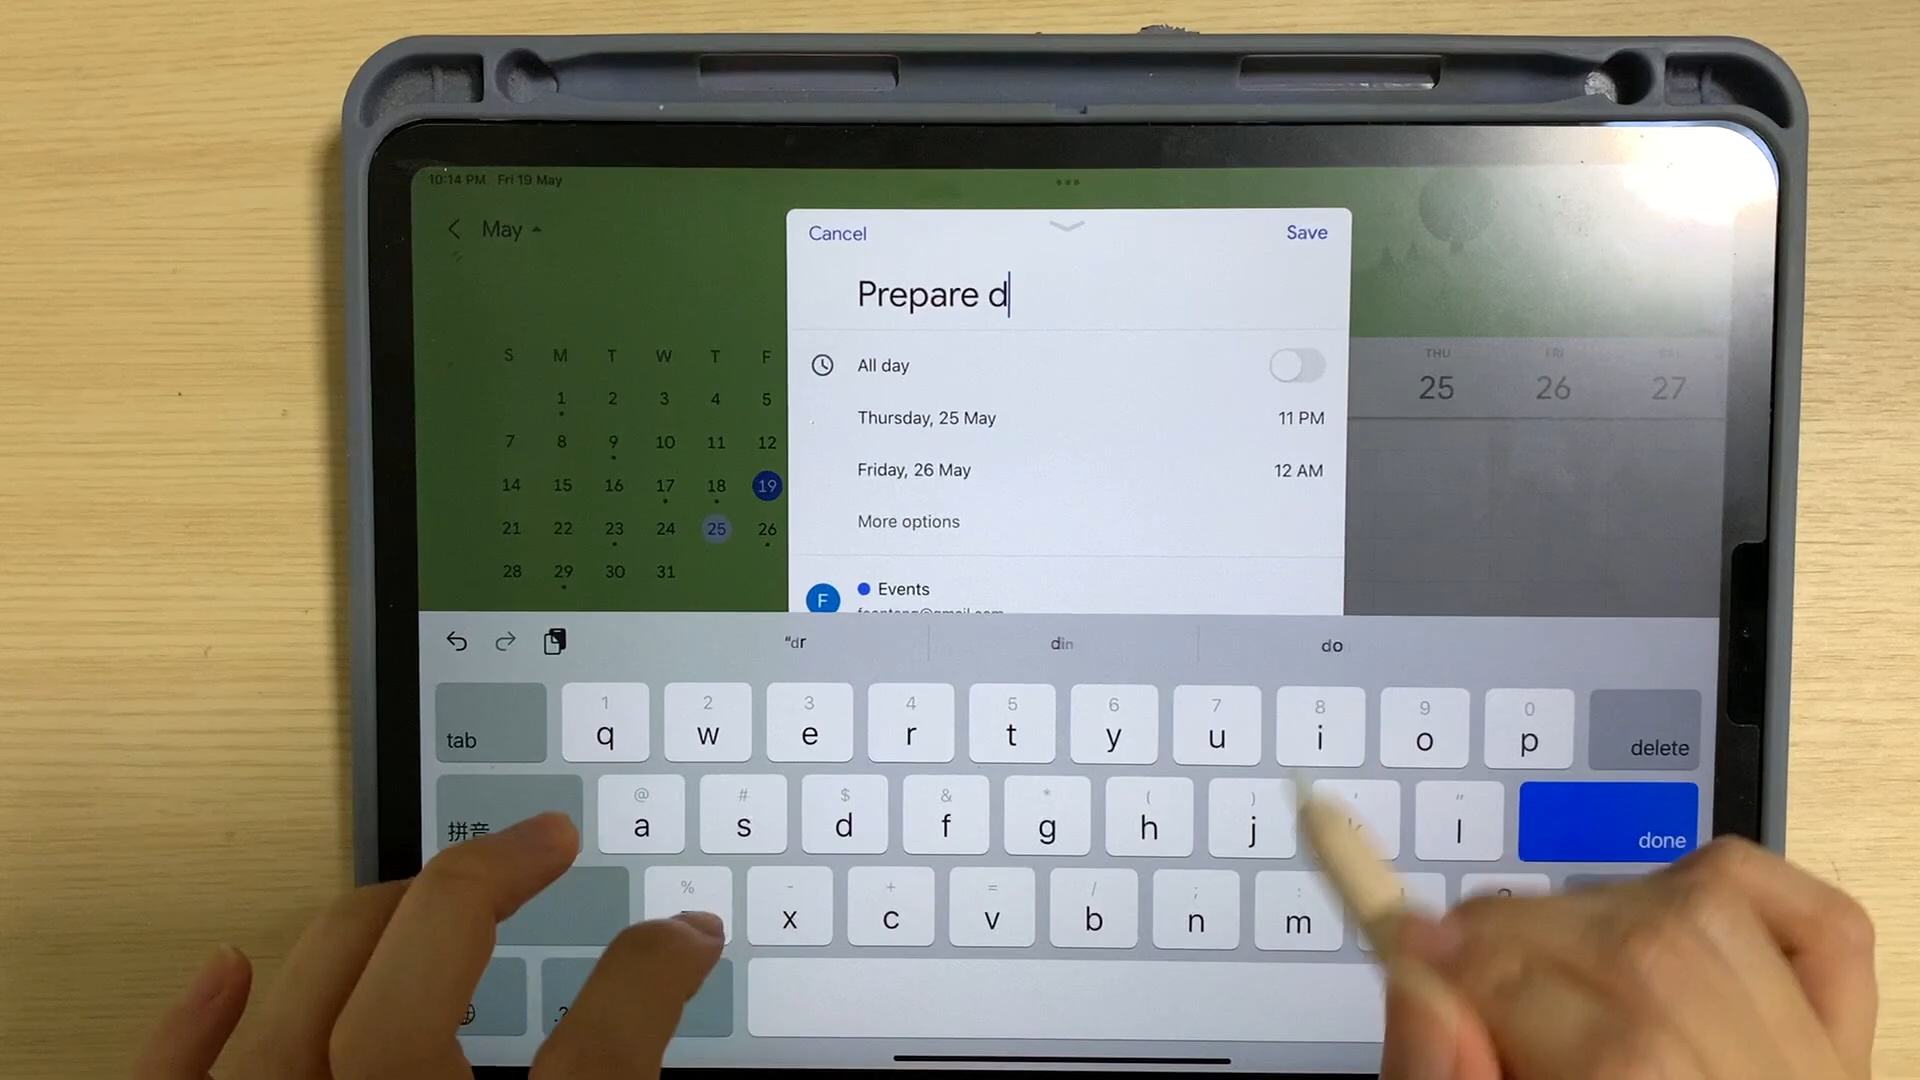 10:14 PM Fri 19 May
May
Cancel
Save
Prepare d
All day
Thursday, 25 May 11 PM
Friday, 26 May 12 AM
More options
F
Events
S M T W T F
1 2 3 4 5
7 8 9 10 11 12
14 15 16 17 18 19
21 22 23 24 25 26
28 29 30 31
THU FRI SAT
25 26 27
"dr din do
tab
1 2 3 4 5 6 7 8 9 0
q w e r t y u i o p
delete
拼音
@ # $ & * ( ) ' "
a s d f g h j k l
done
% - + = / ; :
x c v b n m
.?